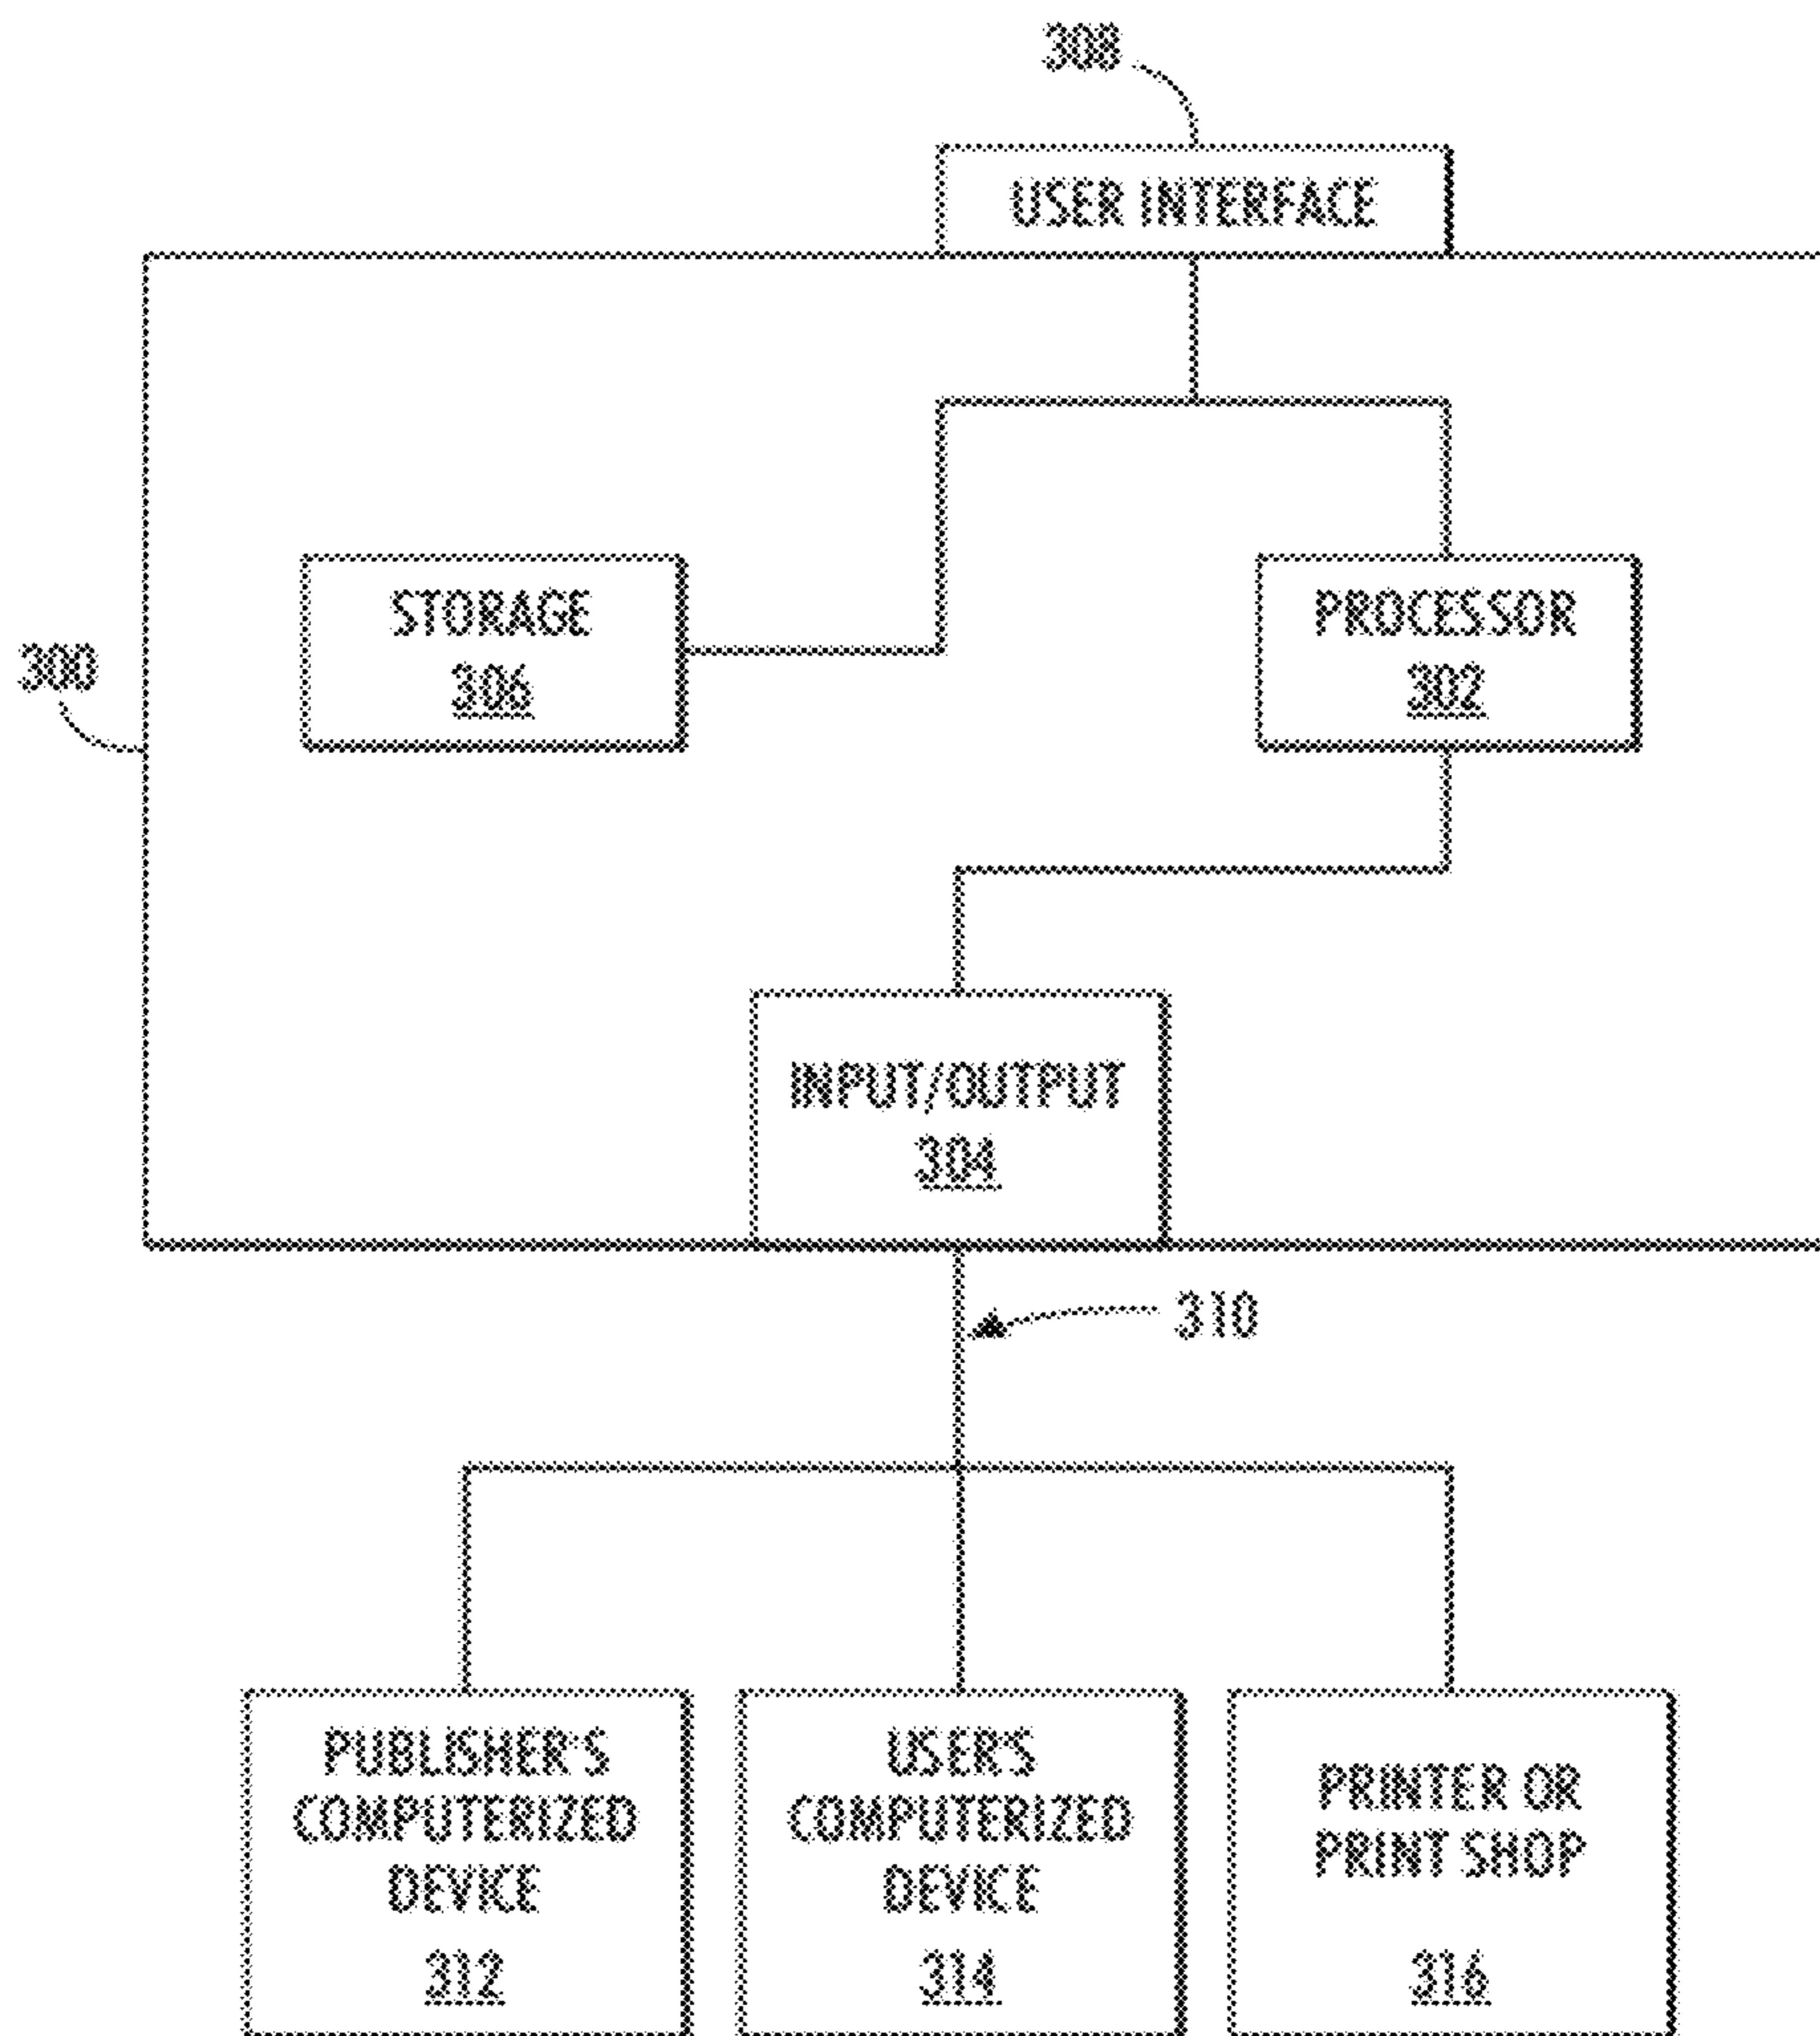 308
USER INTERFACE
STORAGE
306
PROCESSOR
302
300
INPUT/OUTPUT
304
310
PUBLISHER'S
COMPUTERIZED
DEVICE
312
USER'S
COMPUTERIZED
DEVICE
314
PRINTER OR
PRINT SHOP
316